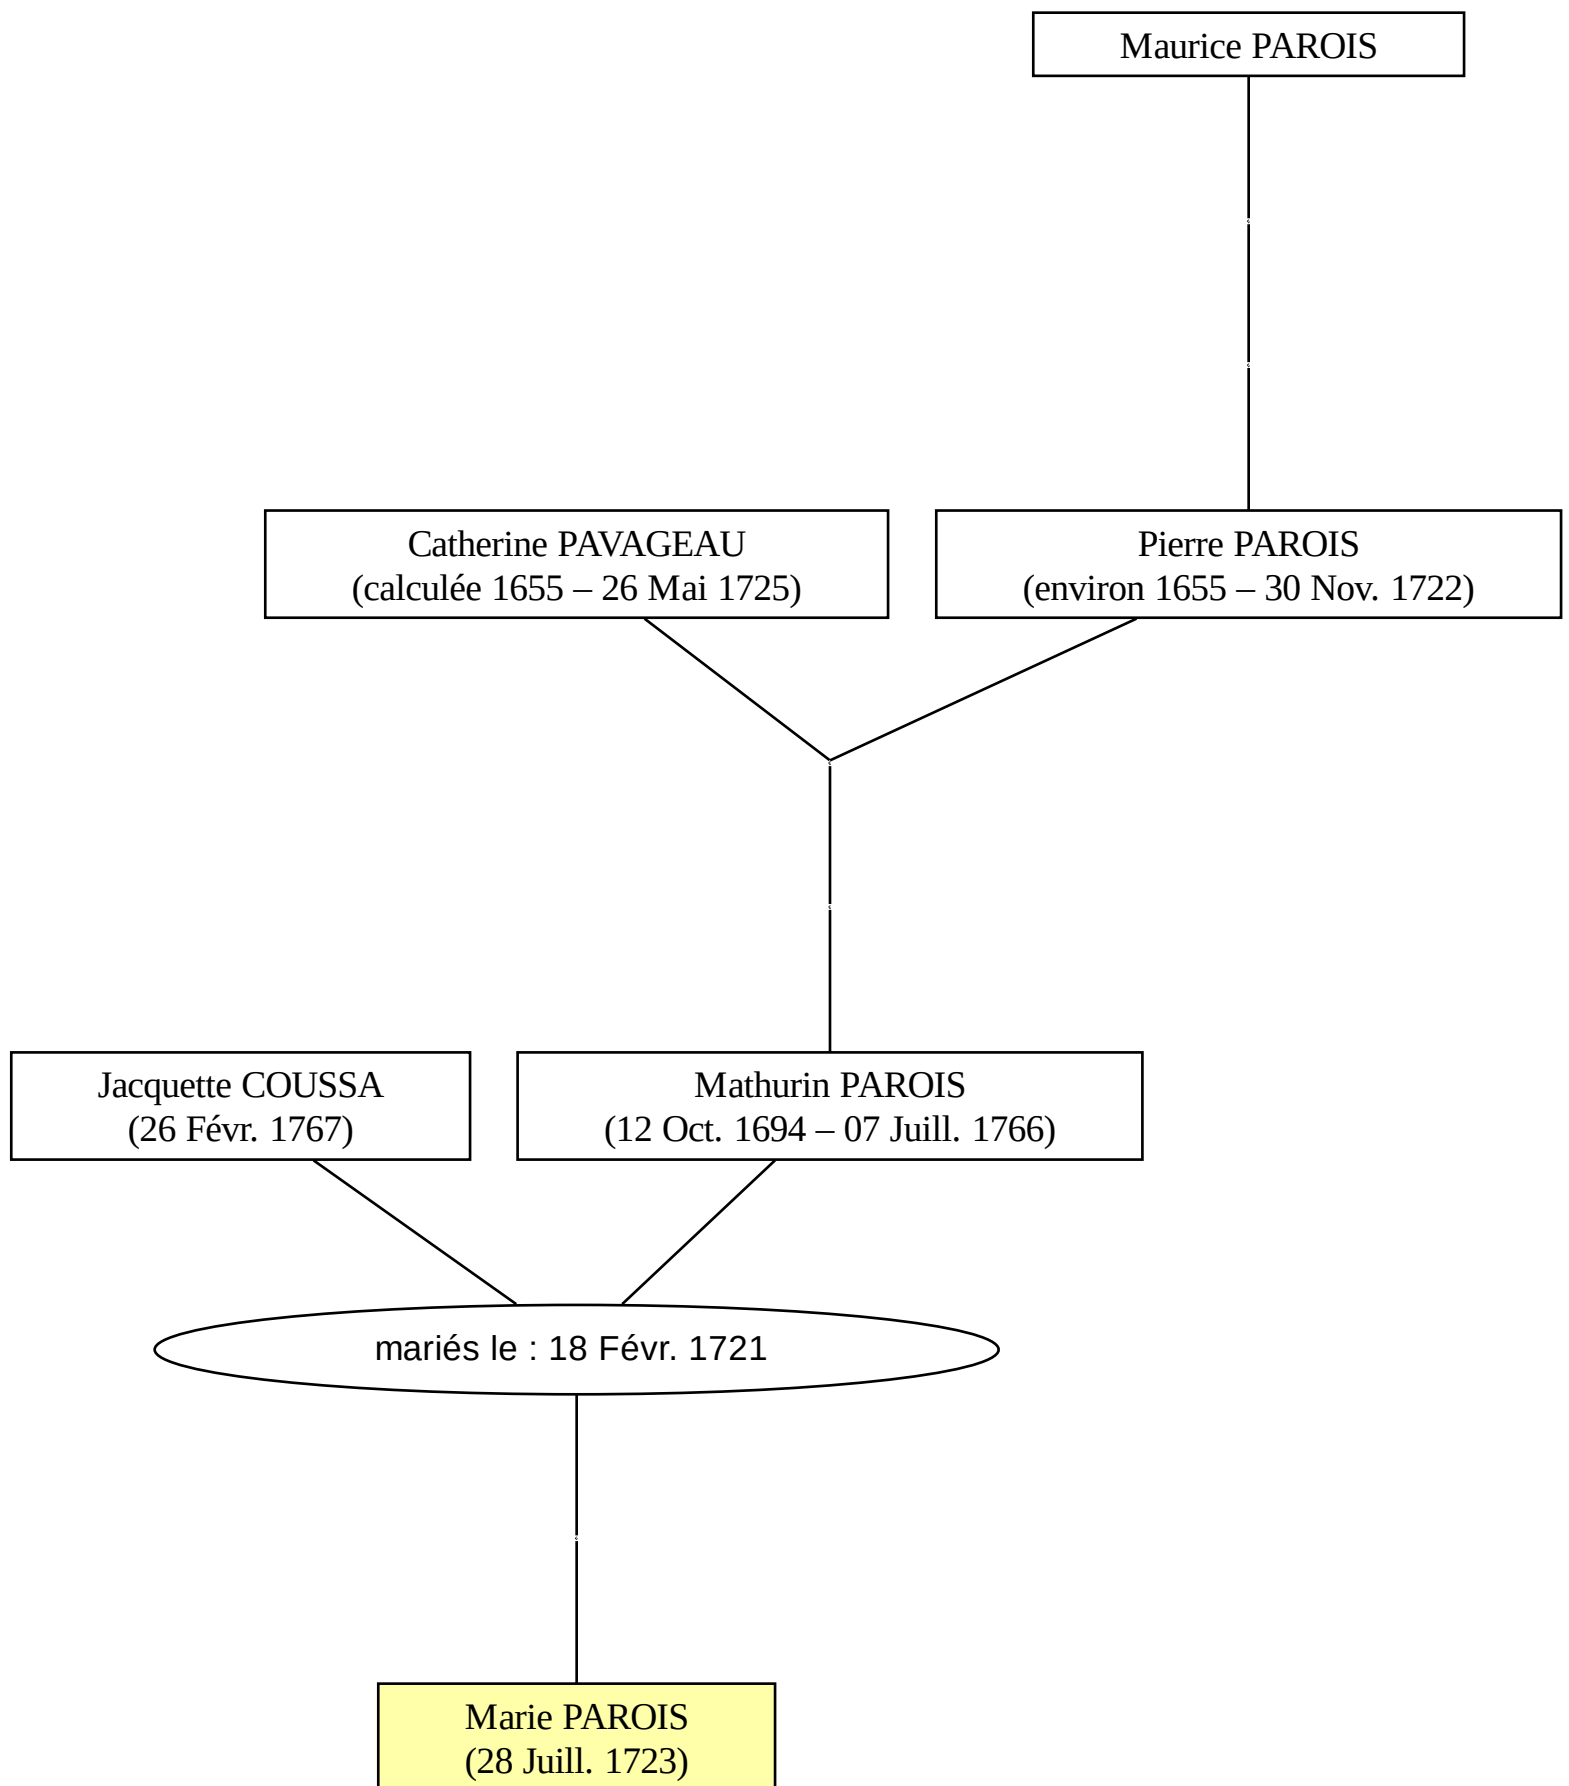 Maurice PAROIS
Catherine PAVAGEAU
(calculée 1655 – 26 Mai 1725)
Pierre PAROIS
(environ 1655 – 30 Nov. 1722)
Jacquette COUSSA
(26 Févr. 1767)
Mathurin PAROIS
(12 Oct. 1694 – 07 Juill. 1766)
mariés le : 18 Févr. 1721
Marie PAROIS
(28 Juill. 1723)